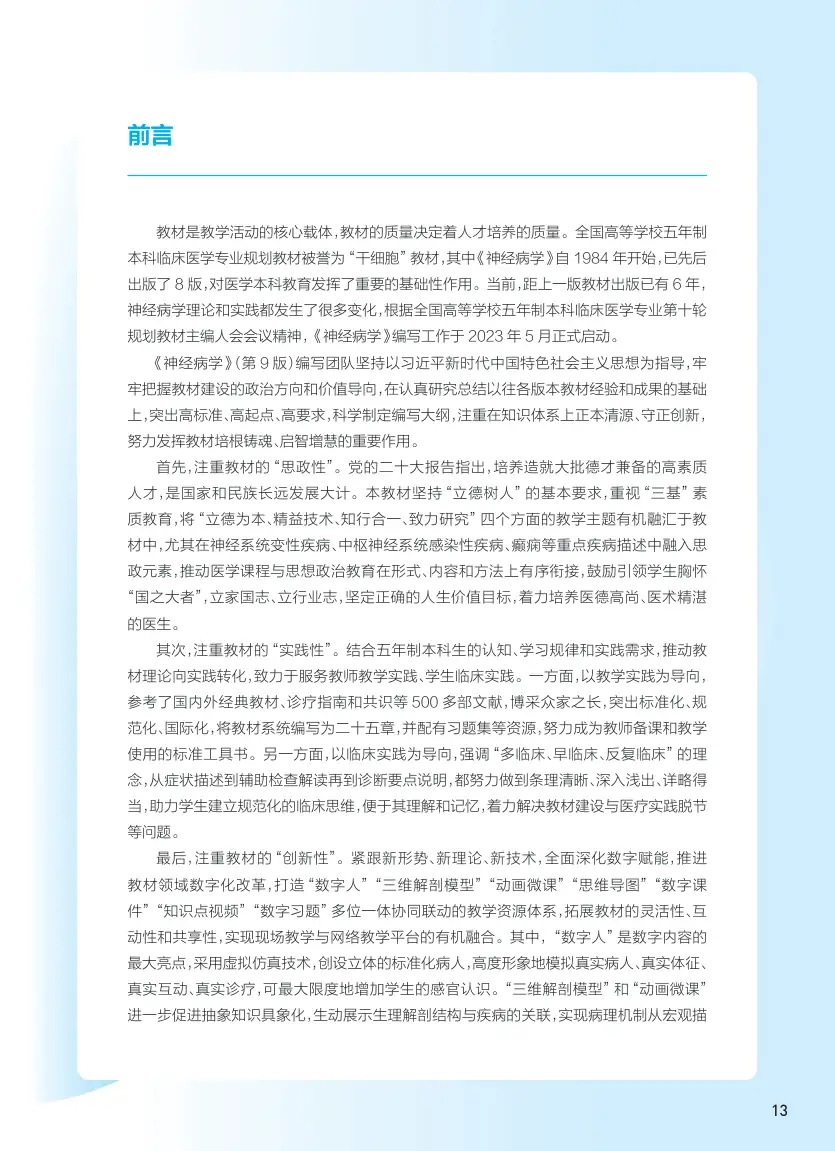 前言
教材是教学活动的核心载体，教材的质量决定着人才培养的质量。全国高等学校五年制
本科临床医学专业规划教材被誉为“干细胞”教材，其中《神经病学》自 1984 年开始，已先后
出版了 8 版，对医学本科教育发挥了重要的基础性作用。当前，距上一版教材出版已有 6 年，
神经病学理论和实践都发生了很多变化，根据全国高等学校五年制本科临床医学专业第十轮
规划教材主编人会会议精神，《神经病学》编写工作于 2023 年 5 月正式启动。
《神经病学》（第 9 版）编写团队坚持以习近平新时代中国特色社会主义思想为指导，牢
牢把握教材建设的政治方向和价值导向，在认真研究总结以往各版本教材经验和成果的基础
上，突出高标准、高起点、高要求，科学制定编写大纲，注重在知识体系上正本清源、守正创新，
努力发挥教材培根铸魂、启智增慧的重要作用。
首先，注重教材的“思政性”。党的二十大报告指出，培养造就大批德才兼备的高素质
人才，是国家和民族长远发展大计。本教材坚持“立德树人”的基本要求，重视“三基”素
质教育，将“立德为本、精益技术、知行合一、致力研究”四个方面的教学主题有机融汇于教
材中，尤其在神经系统变性疾病、中枢神经系统感染性疾病、癫痫等重点疾病描述中融入思
政元素，推动医学课程与思想政治教育在形式、内容和方法上有序衔接，鼓励引领学生胸怀
“国之大者”，立家国志、立行业志，坚定正确的人生价值目标，着力培养医德高尚、医术精湛
的医生。
其次，注重教材的“实践性”。结合五年制本科生的认知、学习规律和实践需求，推动教
材理论向实践转化，致力于服务教师教学实践、学生临床实践。一方面，以教学实践为导向，
参考了国内外经典教材、诊疗指南和共识等 500 多部文献，博采众家之长，突出标准化、规
范化、国际化，将教材系统编写为二十五章，并配有习题集等资源，努力成为教师备课和教学
使用的标准工具书。另一方面，以临床实践为导向，强调“多临床、早临床、反复临床”的理
念，从症状描述到辅助检查解读再到诊断要点说明，都努力做到条理清晰、深入浅出、详略得
当，助力学生建立规范化的临床思维，便于其理解和记忆，着力解决教材建设与医疗实践脱节
等问题。
最后，注重教材的“创新性”。紧跟新形势、新理论、新技术，全面深化数字赋能，推进
教材领域数字化改革，打造“数字人”“三维解剖模型”“动画微课”“思维导图”“数字课
件”“知识点视频”“数字习题”多位一体协同联动的教学资源体系，拓展教材的灵活性、互
动性和共享性，实现现场教学与网络教学平台的有机融合。其中，“数字人”是数字内容的
最大亮点，采用虚拟仿真技术，创设立体的标准化病人，高度形象地模拟真实病人、真实体征、
真实互动、真实诊疗，可最大限度地增加学生的感官认识。“三维解剖模型”和“动画微课”
进一步促进抽象知识具象化，生动展示生理解剖结构与疾病的关联，实现病理机制从宏观描
13